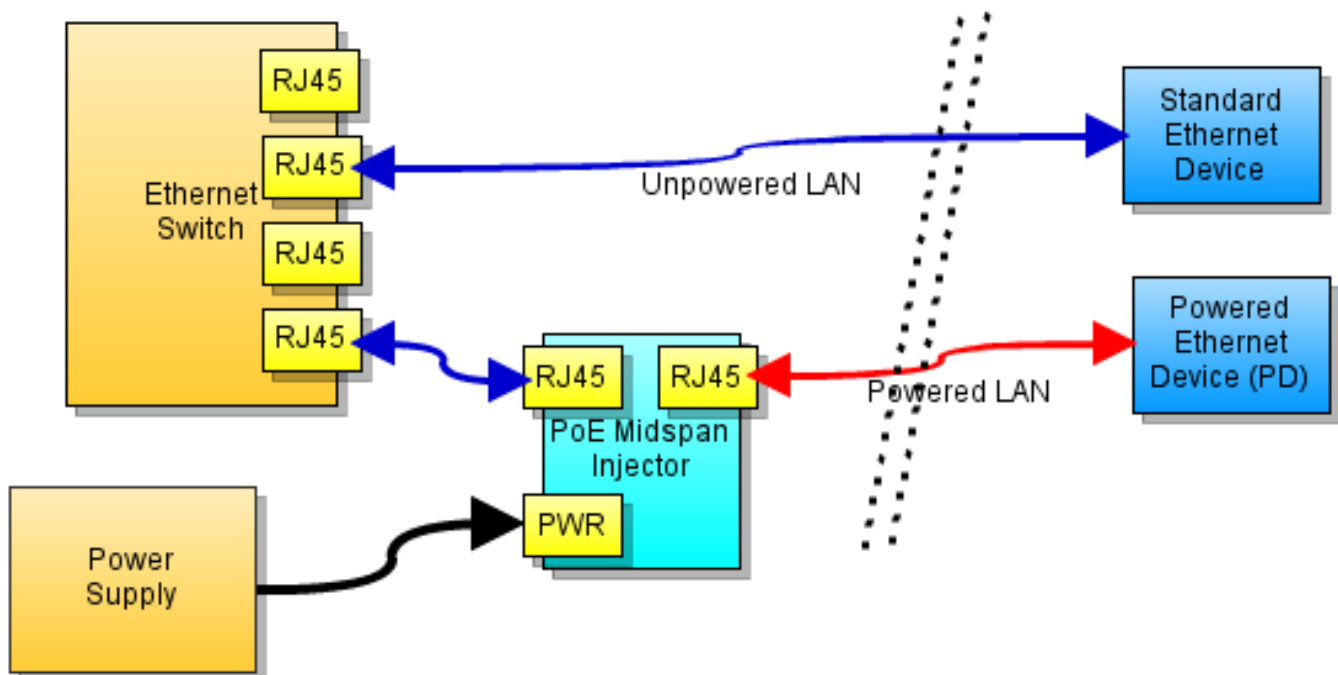 RJ45
RJ45
Ethernet
Switch
RJ45
RJ45
Unpowered LAN
Standard
Ethernet
Device
RJ45
RJ45
PoE Midspan
Injector
PWR
Powered LAN
Powered
Ethernet
Device (PD)
Power
Supply